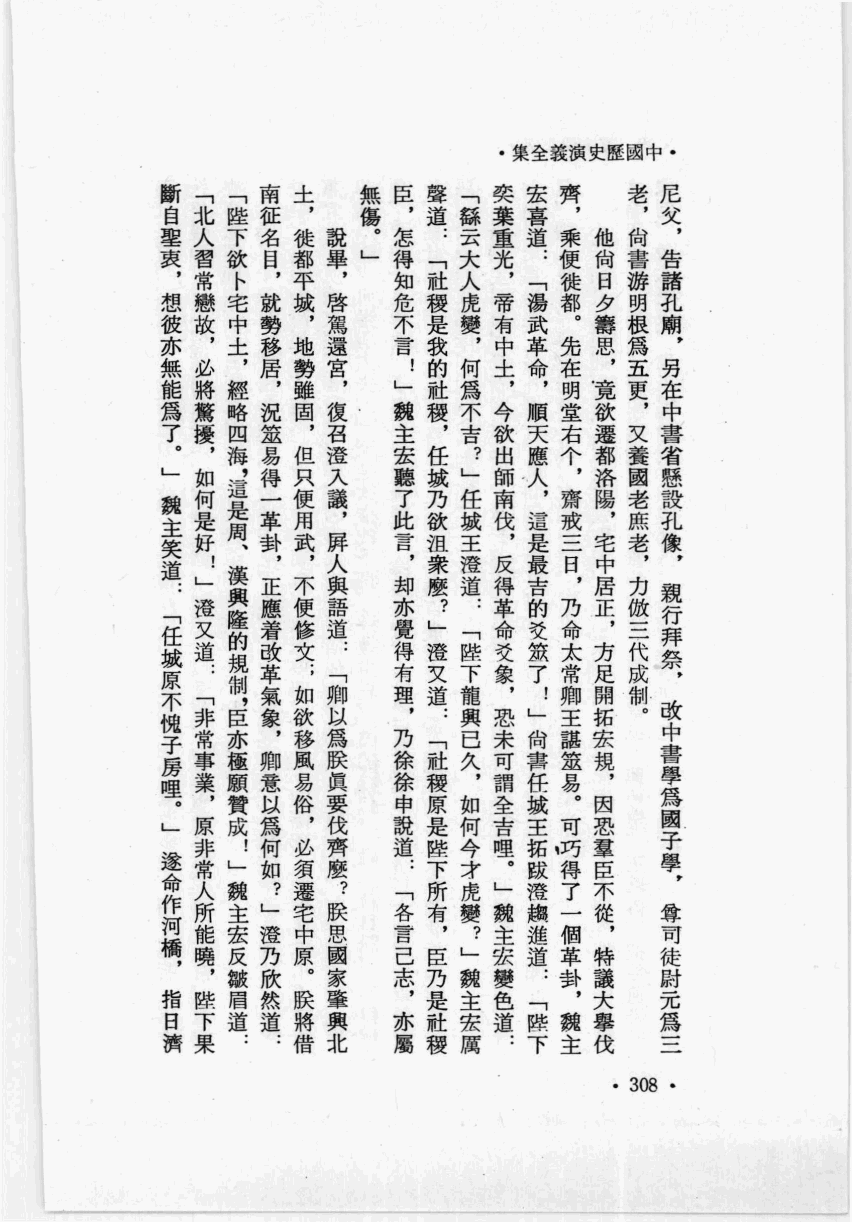 •中國歷史演義全集•
尼父，告諸孔廟，另在中書省懸設孔像，親行拜祭，改中書學爲國子學，尊司徒尉元爲三
老，尙書游明根爲五更，又養國老庶老，力倣三代成制。
他尙日夕籌思，竟欲遷都洛陽，宅中居正，方足開拓宏規，因恐羣臣不從，特議大擧伐
齊，乘便徙都。先在明堂右个，齋戒三日，乃命太常卿王諶筮易。可巧得了一個革卦，魏主
宏喜道：「湯武革命，順天應人，這是最吉的爻筮了！」尙書任城王拓跋澄趨進道：「陛下
奕葉重光，帝有中土，今欲出師南伐，反得革命爻象，恐未可謂全吉哩。」魏主宏變色道：
「繇云大人虎變，何爲不吉？」任城王澄道：「陛下龍興已久，如何今才虎變？」魏主宏厲
聲道：「社稷是我的社稷，任城乃欲沮衆麽？」澄又道：「社稷原是陛下所有，臣乃是社稷
臣，怎得知危不言！」魏主宏聽了此言，却亦覺得有理，乃徐徐申說道：「各言己志，亦屬
無傷。」
說畢，啓駕還宮，復召澄入議，屏人與語道：「卿以爲朕眞要伐齊麽？朕思國家肇興北
土，徙都平城，地勢雖固，但只便用武，不便修文；如欲移風易俗，必須遷宅中原。朕將借
南征名目，就勢移居，況筮易得一革卦，正應着改革氣象，卿意以爲何如？」澄乃欣然道：
「陛下欲卜宅中土，經略四海，這是周、漢興隆的規制，臣亦極願贊成！」魏主宏反皺眉道：
「北人習常戀故，必將驚擾，如何是好！」澄又道：「非常事業，原非常人所能曉，陛下果
斷自聖衷，想彼亦無能爲了。」魏主笑道：「任城原不愧子房哩。」遂命作河橋，指日濟
•308•